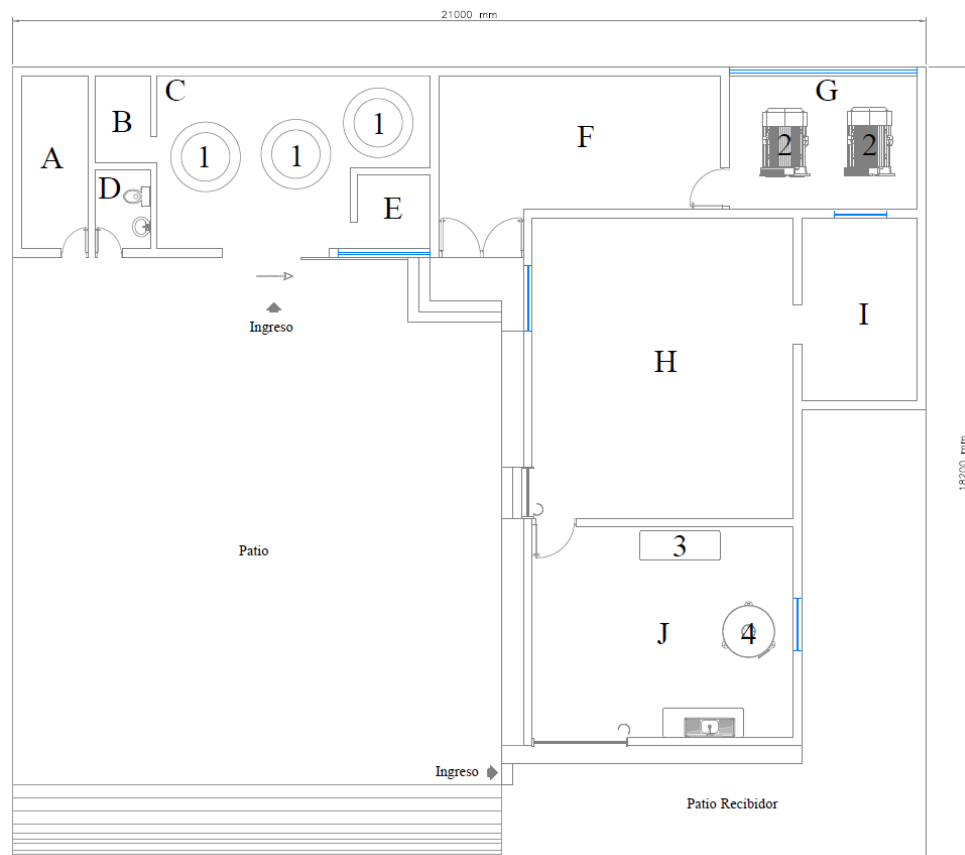 21000 mm
C
G
B
1
F
A
1
1
2
2
D
E
I
Ingreso
H
18200 mm
3
Patio
J
4
Ingreso
Patio Recibidor